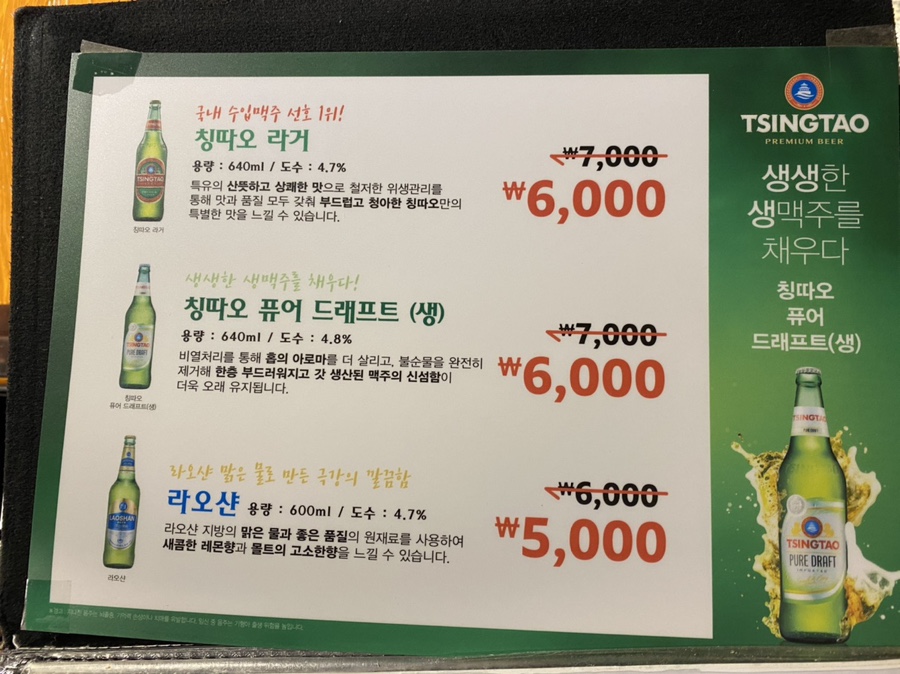 국내 수입맥주 선호 1위!
칭따오 라거
용량 : 640ml / 도수 : 4.7%
특유의 산뜻하고 상쾌한 맛으로 철저한 위생관리를
통해 맛과 품질 모두 갖춰 부드럽고 청아한 칭따오만의
특별한 맛을 느낄 수 있습니다.
₩7,000
₩6,000
TSINGTAO
칭따오 라거
생생한 생맥주를 채우다!
칭따오 퓨어 드래프트 (생)
용량 : 640ml / 도수 : 4.8%
비열처리를 통해 홉의 아로마를 더 살리고, 불순물을 완전히
제거해 한층 부드러워지고 갓 생산된 맥주의 신섬함이
더욱 오래 유지됩니다.
₩7,000
₩6,000
TSINGTAO
PURE DRAFT
칭따오
퓨어 드래프트(생)
라오샨 맑은 물로 만든 극강의 깔끔함
라오샨 용량 : 600ml / 도수 : 4.7%
라오샨 지방의 맑은 물과 좋은 품질의 원재료를 사용하여
새콤한 레몬향과 몰트의 고소한향을 느낄 수 있습니다.
₩6,000
₩5,000
LAOSHAN
라오샨
TSINGTAO
PREMIUM BEER
생생한
생맥주를
채우다
칭따오
퓨어
드래프트(생)
TSINGTAO
TSINGTAO
PURE DRAFT